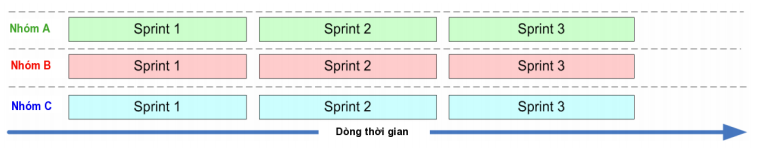 Nhóm A Sprint 1 Sprint 2 Sprint 3
Nhóm B Sprint 1 Sprint 2 Sprint 3
Nhóm C Sprint 1 Sprint 2 Sprint 3
Dòng thời gian